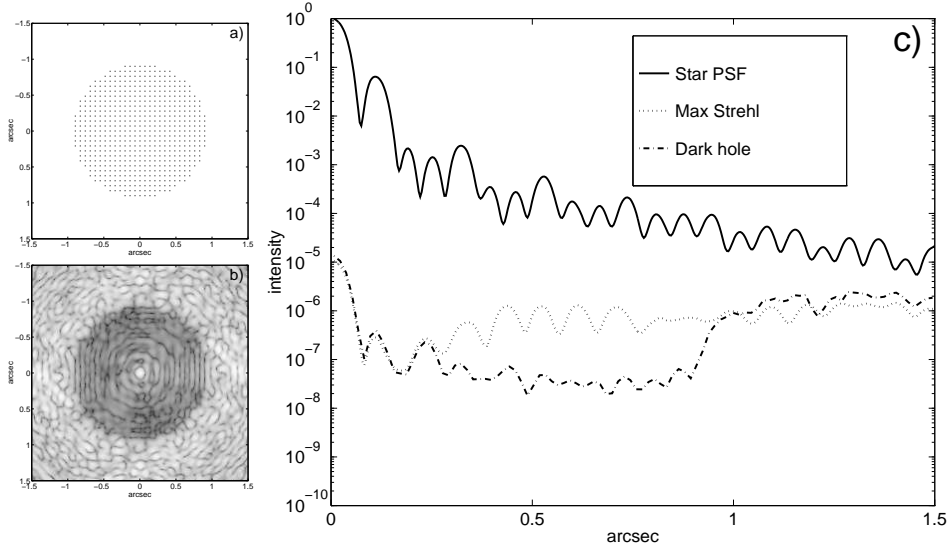 a)
−1.5
−1
−0.5
0
0.5
1
1.5
arcsec
−1.5 −1 −0.5 0 0.5 1 1.5
arcsec
b)
−1.5
−1
−0.5
0
0.5
1
1.5
arcsec
−1.5 −1 −0.5 0 0.5 1 1.5
arcsec
c)
Star PSF
Max Strehl
Dark hole
10^0
10^−1
10^−2
10^−3
10^−4
10^−5
10^−6
10^−7
10^−8
10^−9
10^−10
intensity
0 0.5 1 1.5
arcsec